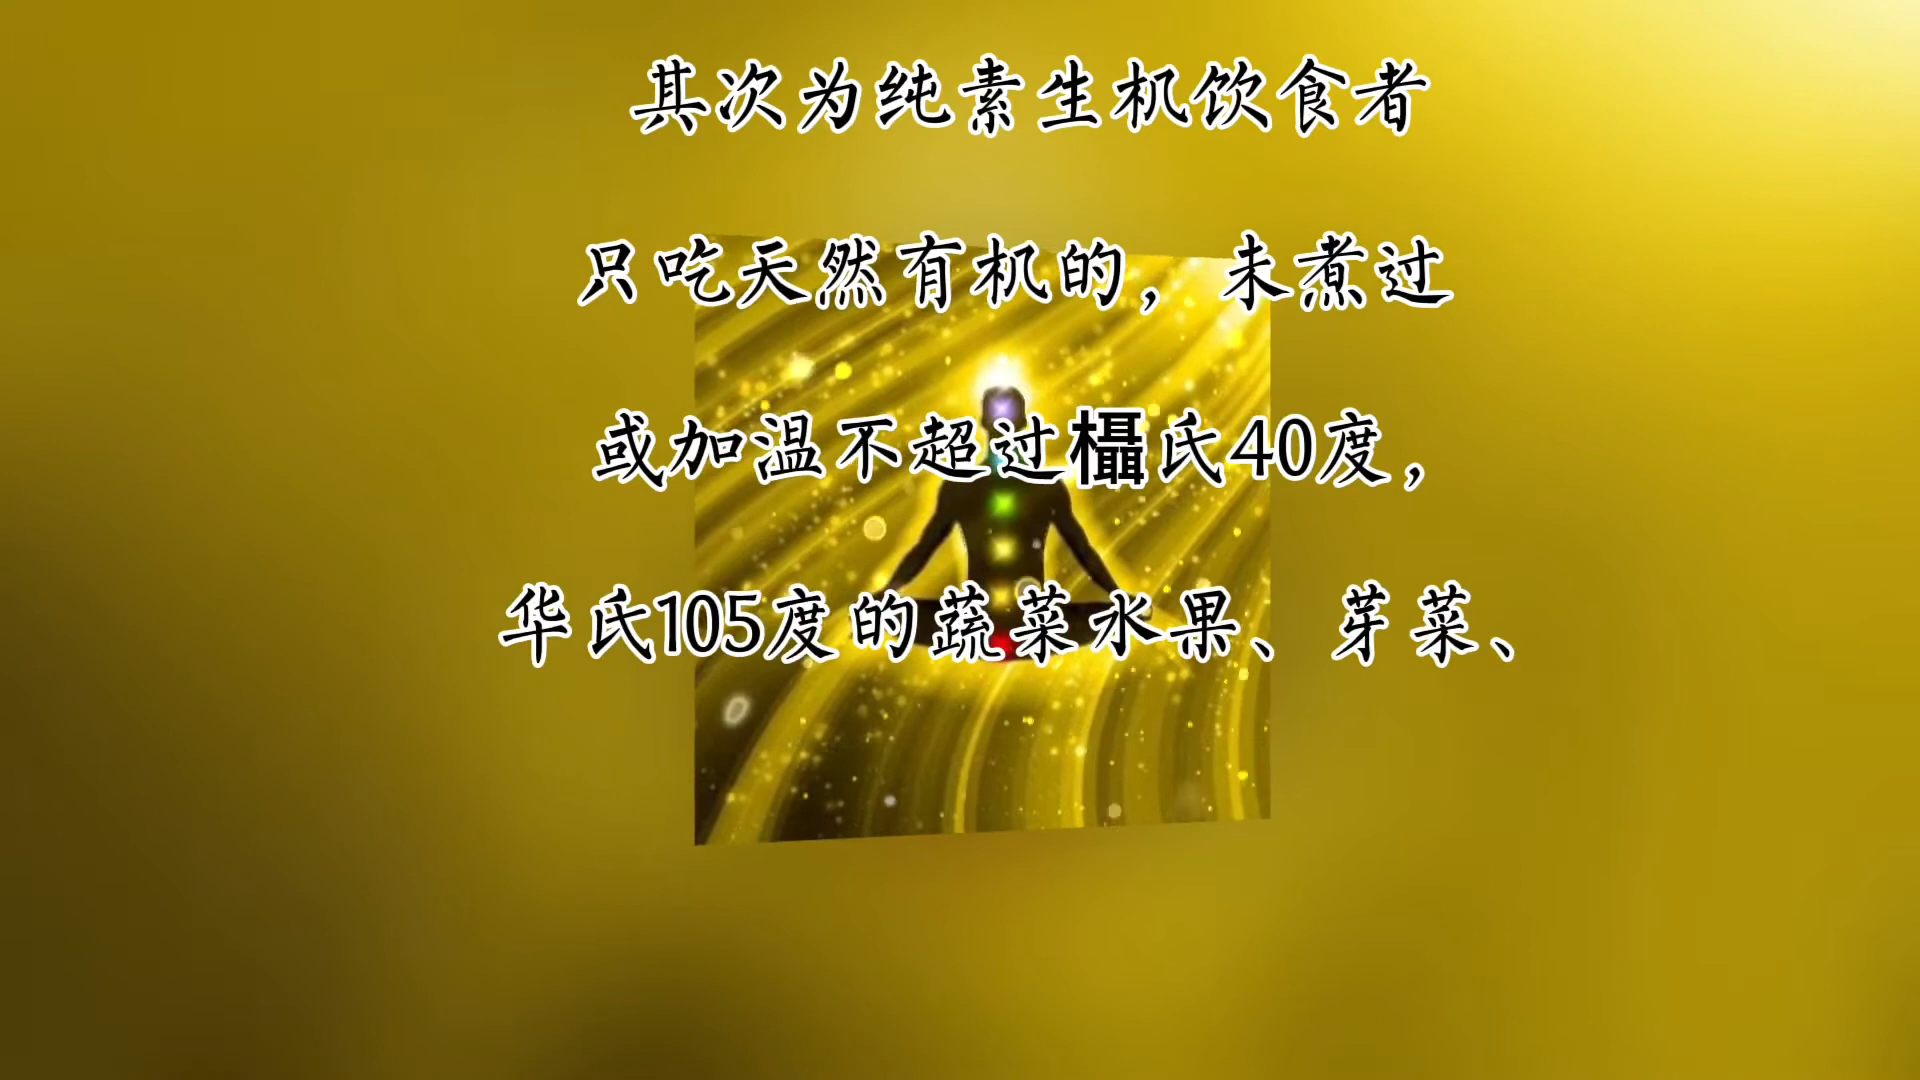 其次为纯素生机饮食者
只吃天然有机的，未煮过
或加温不超过欇氏40度，
华氏105度的蔬菜水果、芽菜、